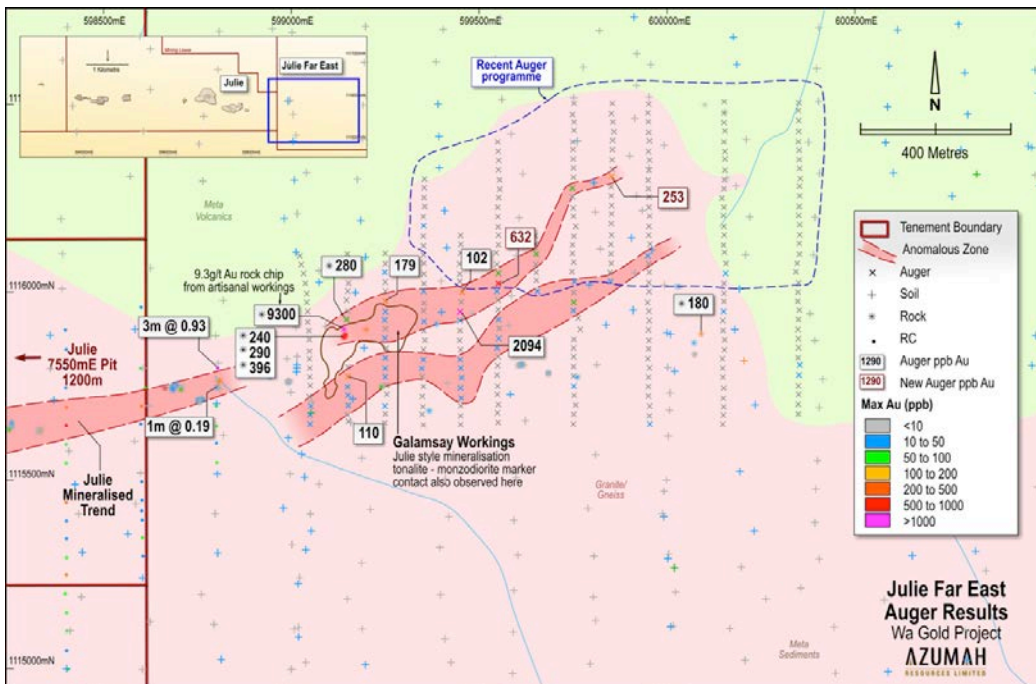 598500mE
599000mE
599500mE
600000mE
600500mE
Mining Lease
1 Kilometre
Julie
Julie Far East
Recent Auger
programme
N
400 Metres
Meta
Volcanics
253
632
102
179
✳ 280
9.3g/t Au rock chip
from artisanal workings
✳ 9300
✳ 240
✳ 290
✳ 396
✳ 180
2094
110
3m @ 0.93
1m @ 0.19
Julie
7550mE Pit
1200m
Julie
Mineralised
Trend
Galamsay Workings
Julie style mineralisation
tonalite - monzodiorite marker
contact also observed here
Granite/
Gneiss
Meta
Sediments
1116000mN
1115500mN
1115000mN
Tenement Boundary
Anomalous Zone
× Auger
+ Soil
✳ Rock
• RC
1290 Auger ppb Au
1290 New Auger ppb Au
Max Au (ppb)
<10
10 to 50
50 to 100
100 to 200
200 to 500
500 to 1000
>1000
Julie Far East
Auger Results
Wa Gold Project
AZUMAH
RESOURCES LIMITED